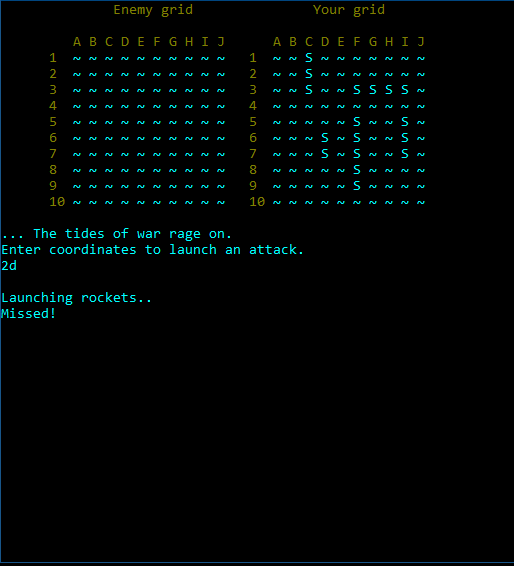 Enemy grid Your grid
A B C D E F G H I J A B C D E F G H I J
1 ~ ~ ~ ~ ~ ~ ~ ~ ~ ~ 1 ~ ~ S ~ ~ ~ ~ ~ ~ ~
2 ~ ~ ~ ~ ~ ~ ~ ~ ~ ~ 2 ~ ~ S ~ ~ ~ ~ ~ ~ ~
3 ~ ~ ~ ~ ~ ~ ~ ~ ~ ~ 3 ~ ~ S ~ ~ S S S S ~
4 ~ ~ ~ ~ ~ ~ ~ ~ ~ ~ 4 ~ ~ ~ ~ ~ ~ ~ ~ ~ ~
5 ~ ~ ~ ~ ~ ~ ~ ~ ~ ~ 5 ~ ~ ~ ~ ~ S ~ ~ S ~
6 ~ ~ ~ ~ ~ ~ ~ ~ ~ ~ 6 ~ ~ ~ S ~ S ~ ~ S ~
7 ~ ~ ~ ~ ~ ~ ~ ~ ~ ~ 7 ~ ~ ~ S ~ S ~ ~ S ~
8 ~ ~ ~ ~ ~ ~ ~ ~ ~ ~ 8 ~ ~ ~ ~ ~ S ~ ~ ~ ~
9 ~ ~ ~ ~ ~ ~ ~ ~ ~ ~ 9 ~ ~ ~ ~ ~ S ~ ~ ~ ~
10 ~ ~ ~ ~ ~ ~ ~ ~ ~ ~ 10 ~ ~ ~ ~ ~ ~ ~ ~ ~ ~
... The tides of war rage on.
Enter coordinates to launch an attack.
2d
Launching rockets..
Missed!